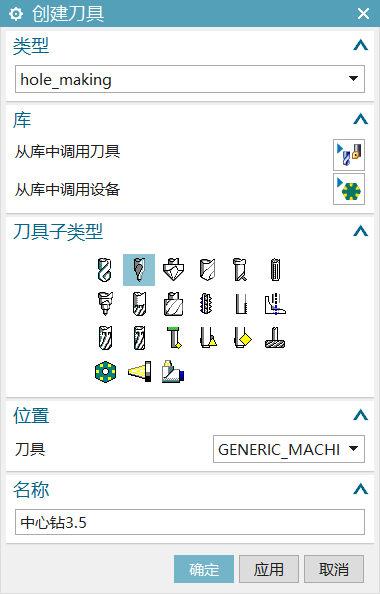 创建刀具
类型
hole_making
库
从库中调用刀具
从库中调用设备
刀具子类型
位置
刀具 GENERIC_MACHI
名称
中心钻3.5
确定 应用 取消